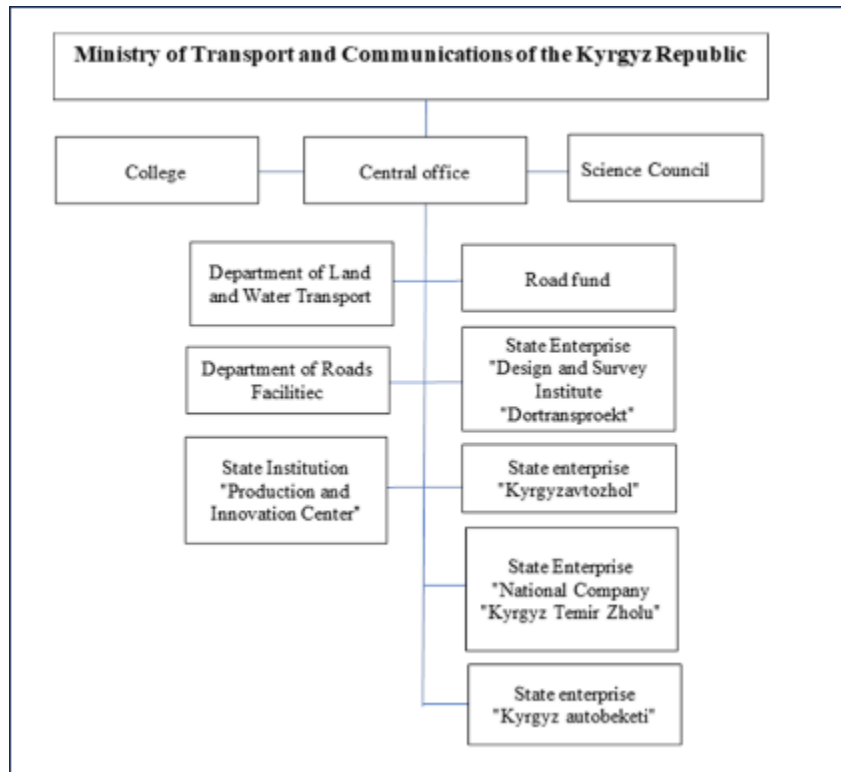 Ministry of Transport and Communications of the Kyrgyz Republic
College
Central office
Science Council
Department of Land
and Water Transport
Road fund
Department of Roads
Facilitiec
State Enterprise
"Design and Survey
Institute
"Dortransproekt"
State Institution
"Production and
Innovation Center"
State enterprise
"Kyrgyzavtozhol"
State Enterprise
"National Company
"Kyrgyz Temir Zholu"
State enterprise
"Kyrgyz autobeketi"